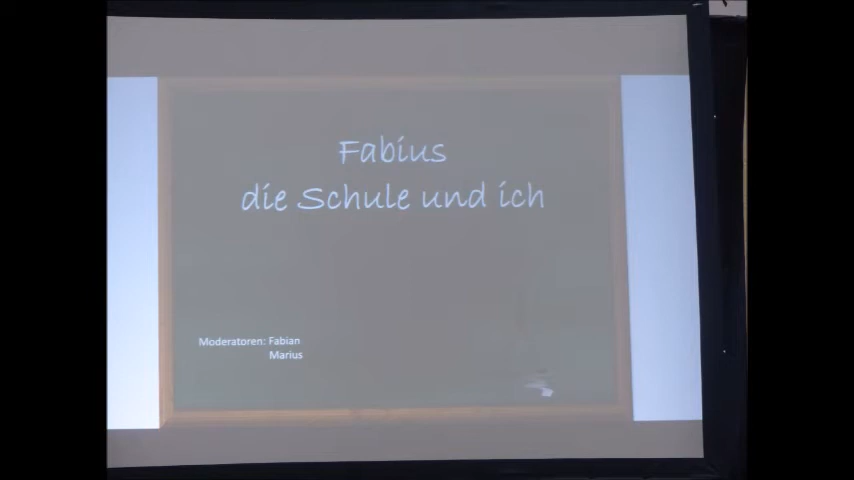 Fabius
die Schule und ich
Moderatoren: Fabian
Marius